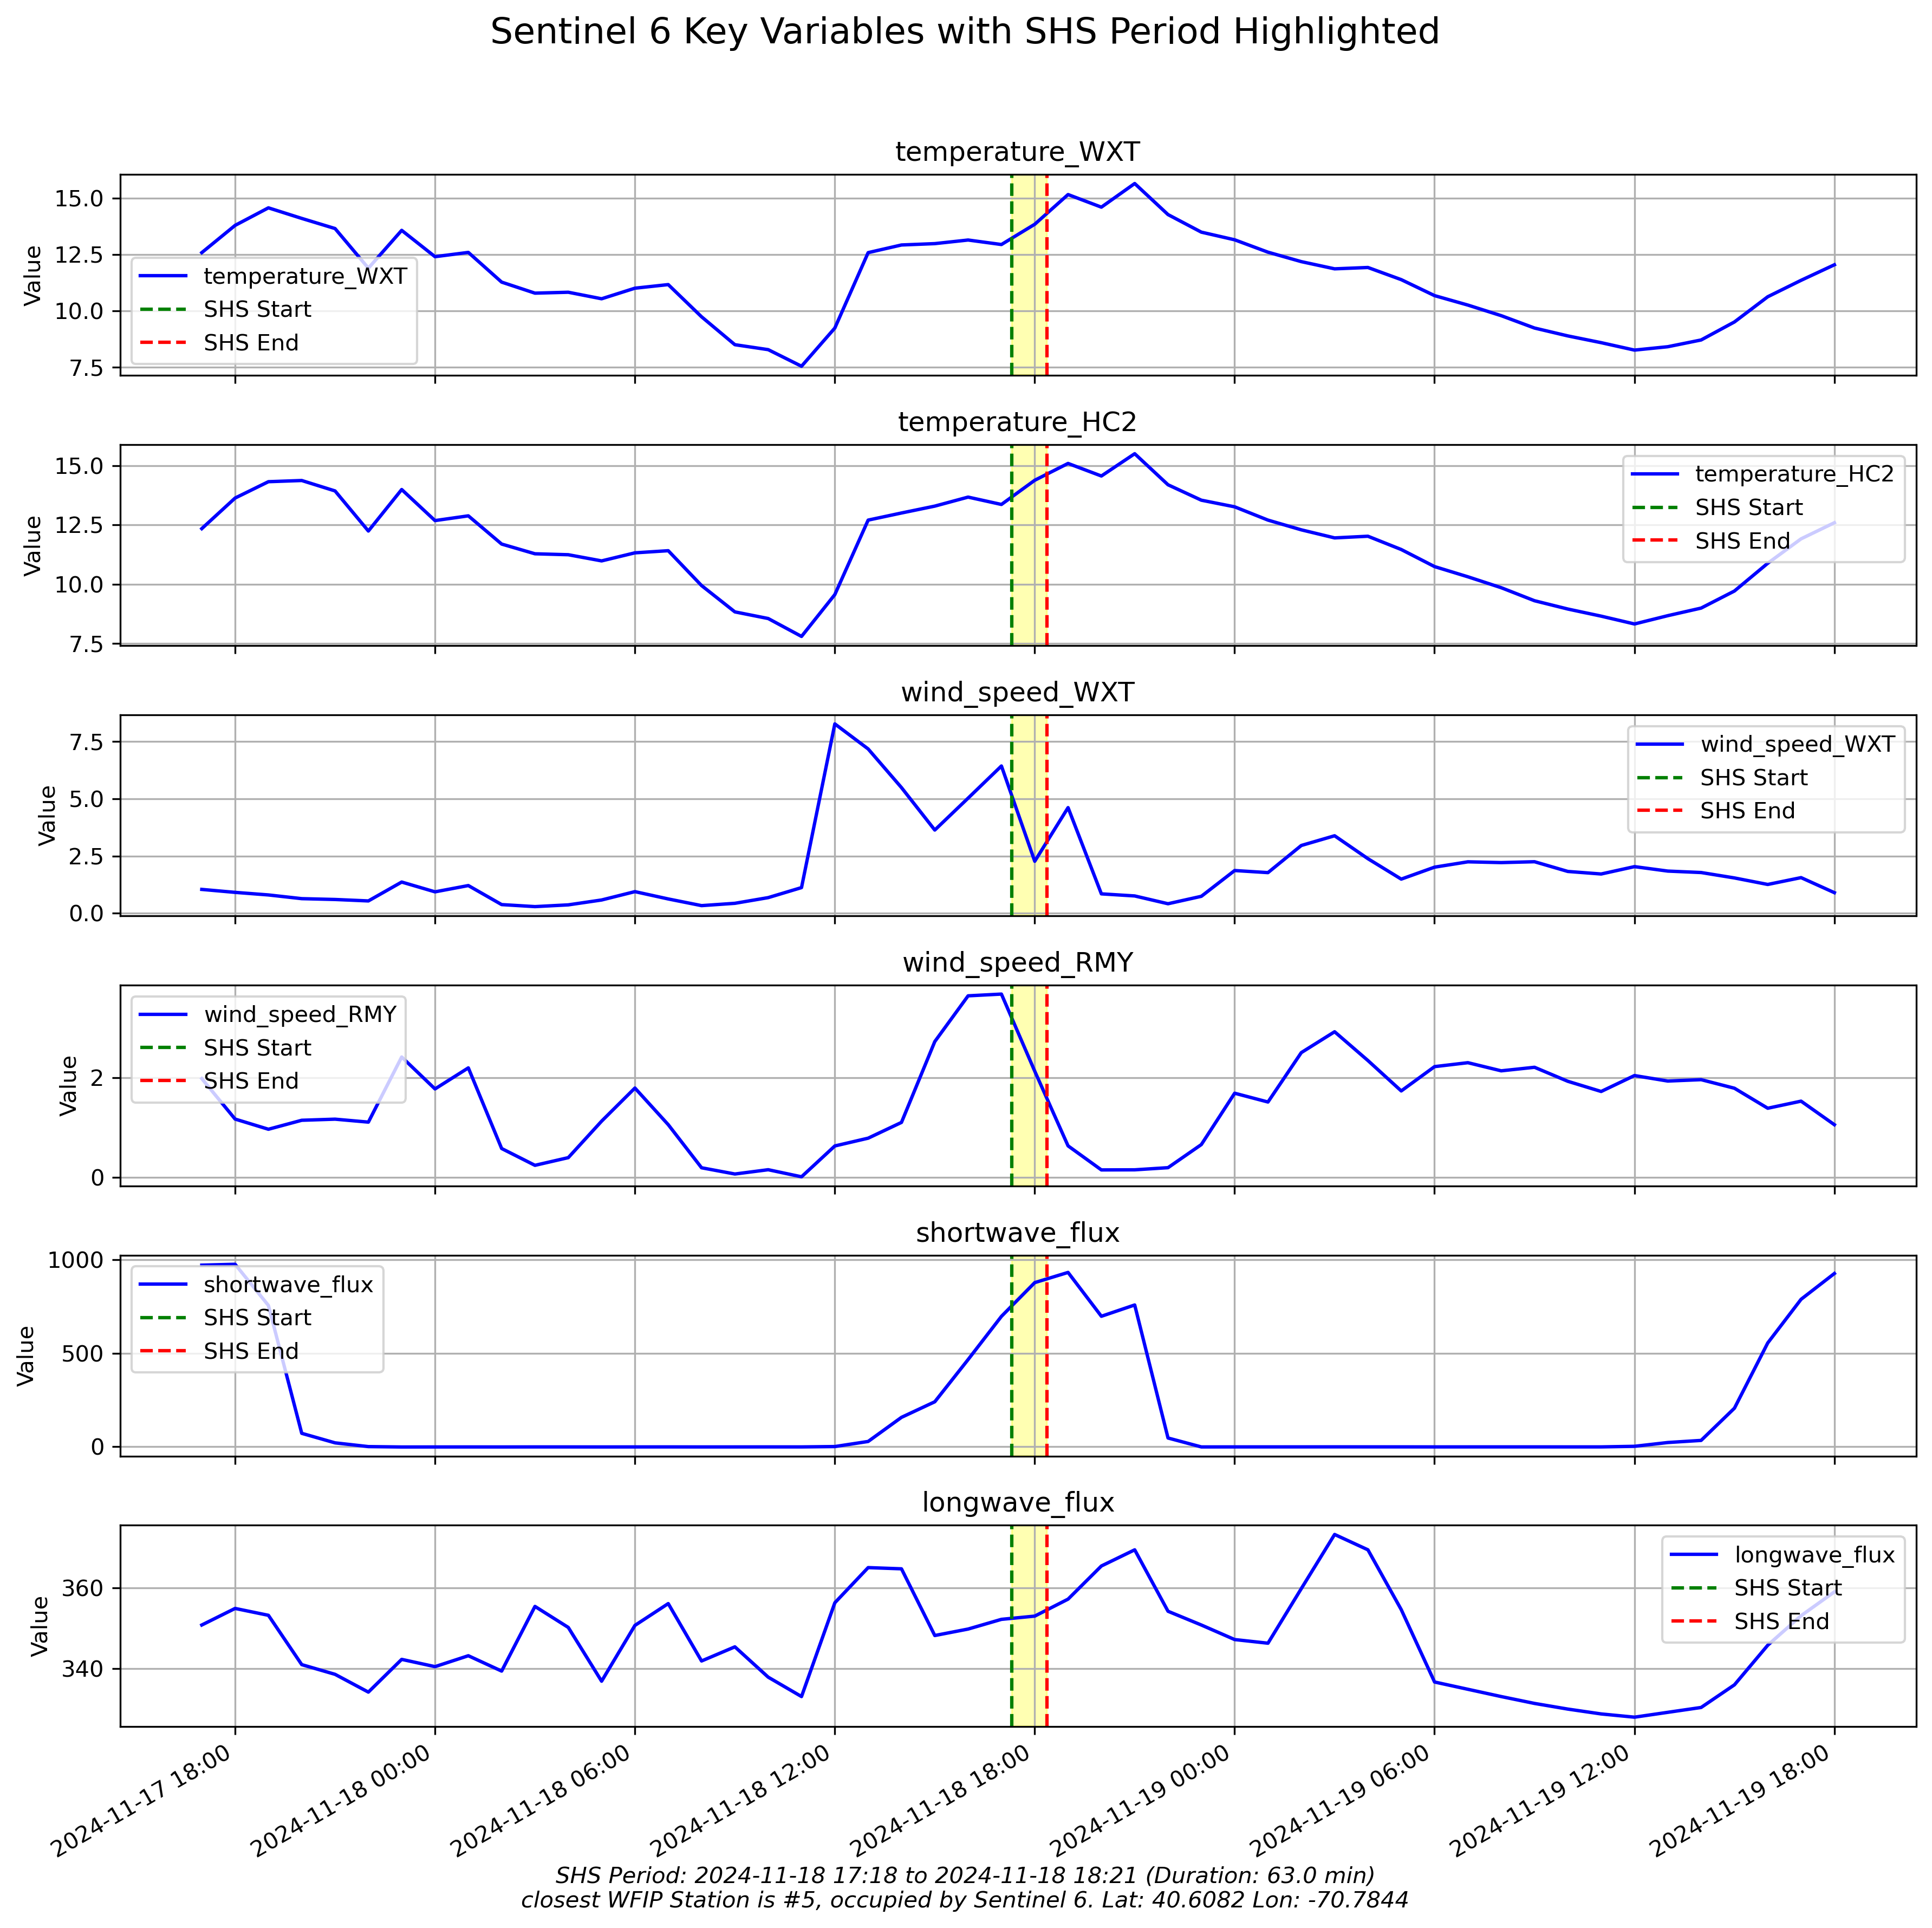 Sentinel 6 Key Variables with SHS Period Highlighted
temperature_WXT
Value
15.0
12.5
10.0
7.5
temperature_WXT
SHS Start
SHS End
temperature_HC2
Value
15.0
12.5
10.0
7.5
temperature_HC2
SHS Start
SHS End
wind_speed_WXT
Value
7.5
5.0
2.5
0.0
wind_speed_WXT
SHS Start
SHS End
wind_speed_RMY
Value
2
0
wind_speed_RMY
SHS Start
SHS End
shortwave_flux
Value
1000
500
0
shortwave_flux
SHS Start
SHS End
longwave_flux
Value
360
340
longwave_flux
SHS Start
SHS End
2024-11-17 18:00
2024-11-18 00:00
2024-11-18 06:00
2024-11-18 12:00
2024-11-18 18:00
2024-11-19 00:00
2024-11-19 06:00
2024-11-19 12:00
2024-11-19 18:00
SHS Period: 2024-11-18 17:18 to 2024-11-18 18:21 (Duration: 63.0 min)
closest WFIP Station is #5, occupied by Sentinel 6. Lat: 40.6082 Lon: -70.7844